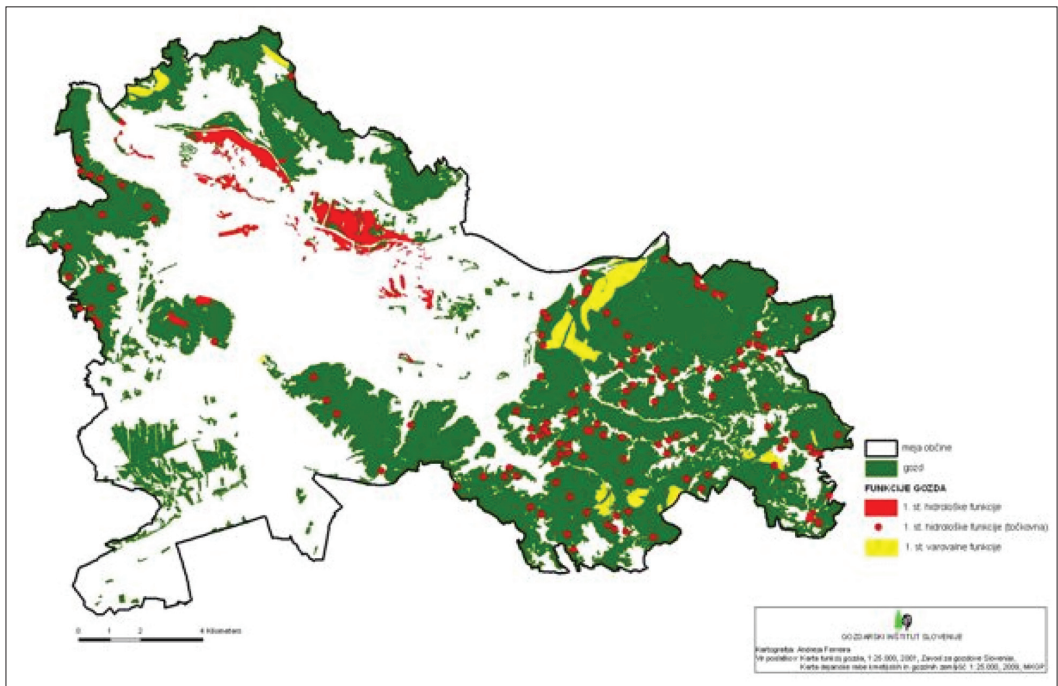 meja občine
gozd
FUNKCIJE GOZDA
1. st. hidrološke funkcije
1. st. hidrološke funkcije (točkovna)
1. st. varovalne funkcije
0 1 2 4 Kilometers
GOZDARSKI INŠTITUT SLOVENIJE
Kartografija: Andreja Ferreira
Vir podatkov: Karta funkcij gozda, 1:25.000, 2001, Zavod za gozdove Slovenije,
Karta dejanske rabe kmetijskih in gozdnih zemljišč 1:25.000, 2009, MKGP